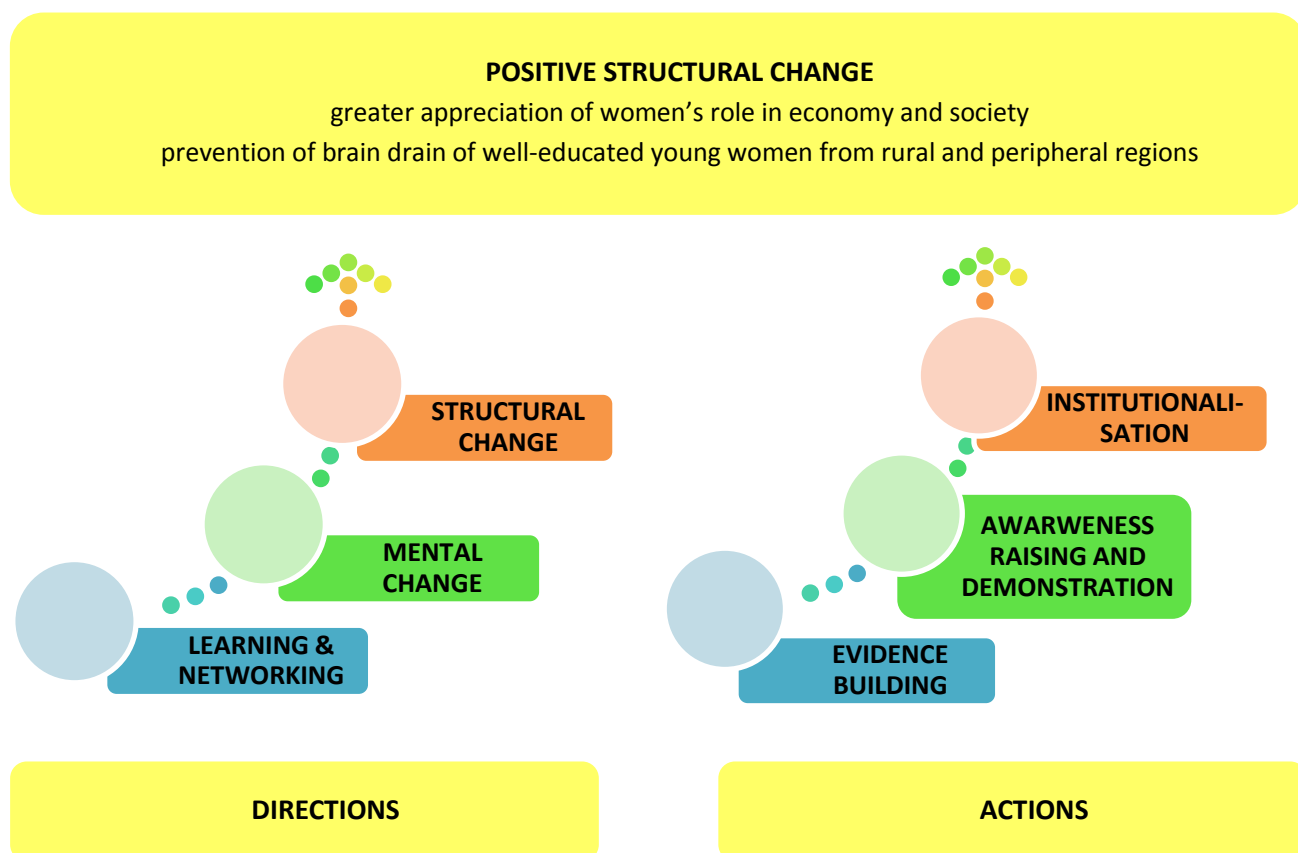 POSITIVE STRUCTURAL CHANGE
greater appreciation of women’s role in economy and society
prevention of brain drain of well-educated young women from rural and peripheral regions
STRUCTURAL
CHANGE
MENTAL
CHANGE
LEARNING &
NETWORKING
INSTITUTIONALI-
SATION
AWARWENESS
RAISING AND
DEMONSTRATION
EVIDENCE
BUILDING
DIRECTIONS
ACTIONS